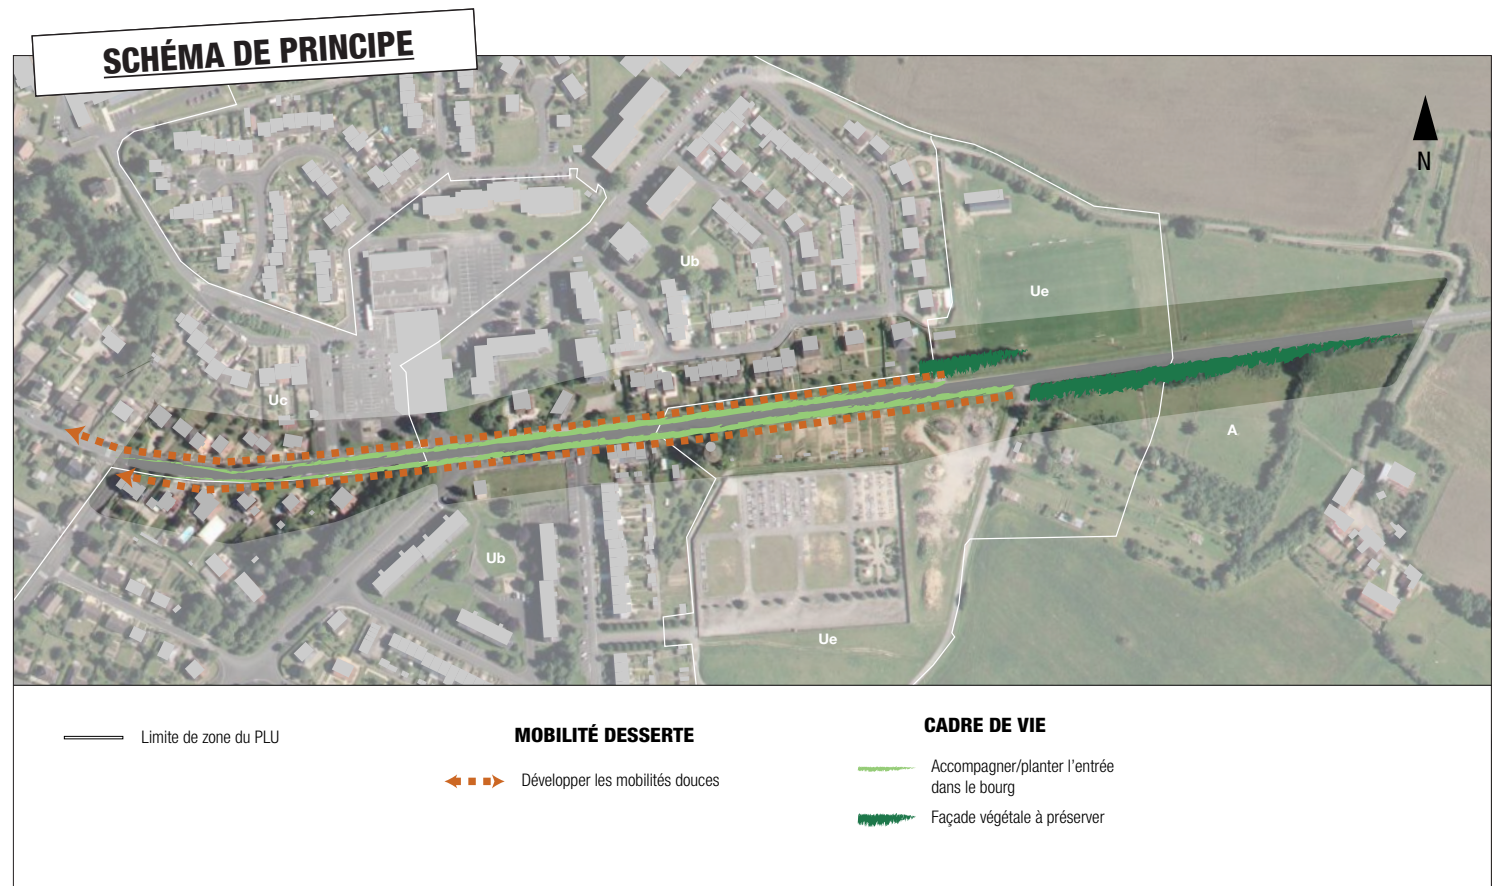 SCHÉMA DE PRINCIPE
N
Ub
Ue
Uc
A
Ub
Ue
Limite de zone du PLU
MOBILITÉ DESSERTE
Développer les mobilités douces
CADRE DE VIE
Accompagner/planter l'entrée
dans le bourg
Façade végétale à préserver